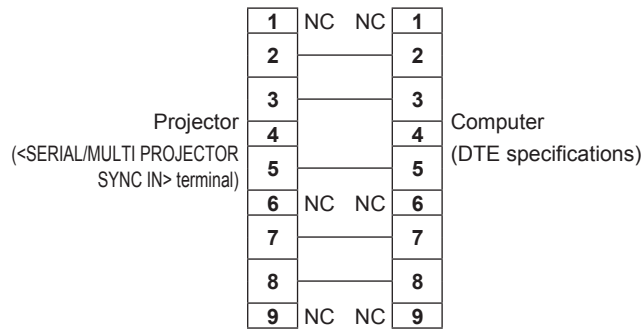 1 NC NC 1
2 2
3 3
Projector
(<SERIAL/MULTI PROJECTOR
SYNC IN> terminal)
4 4
Computer
(DTE specifications)
5 5
6 NC NC 6
7 7
8 8
9 NC NC 9